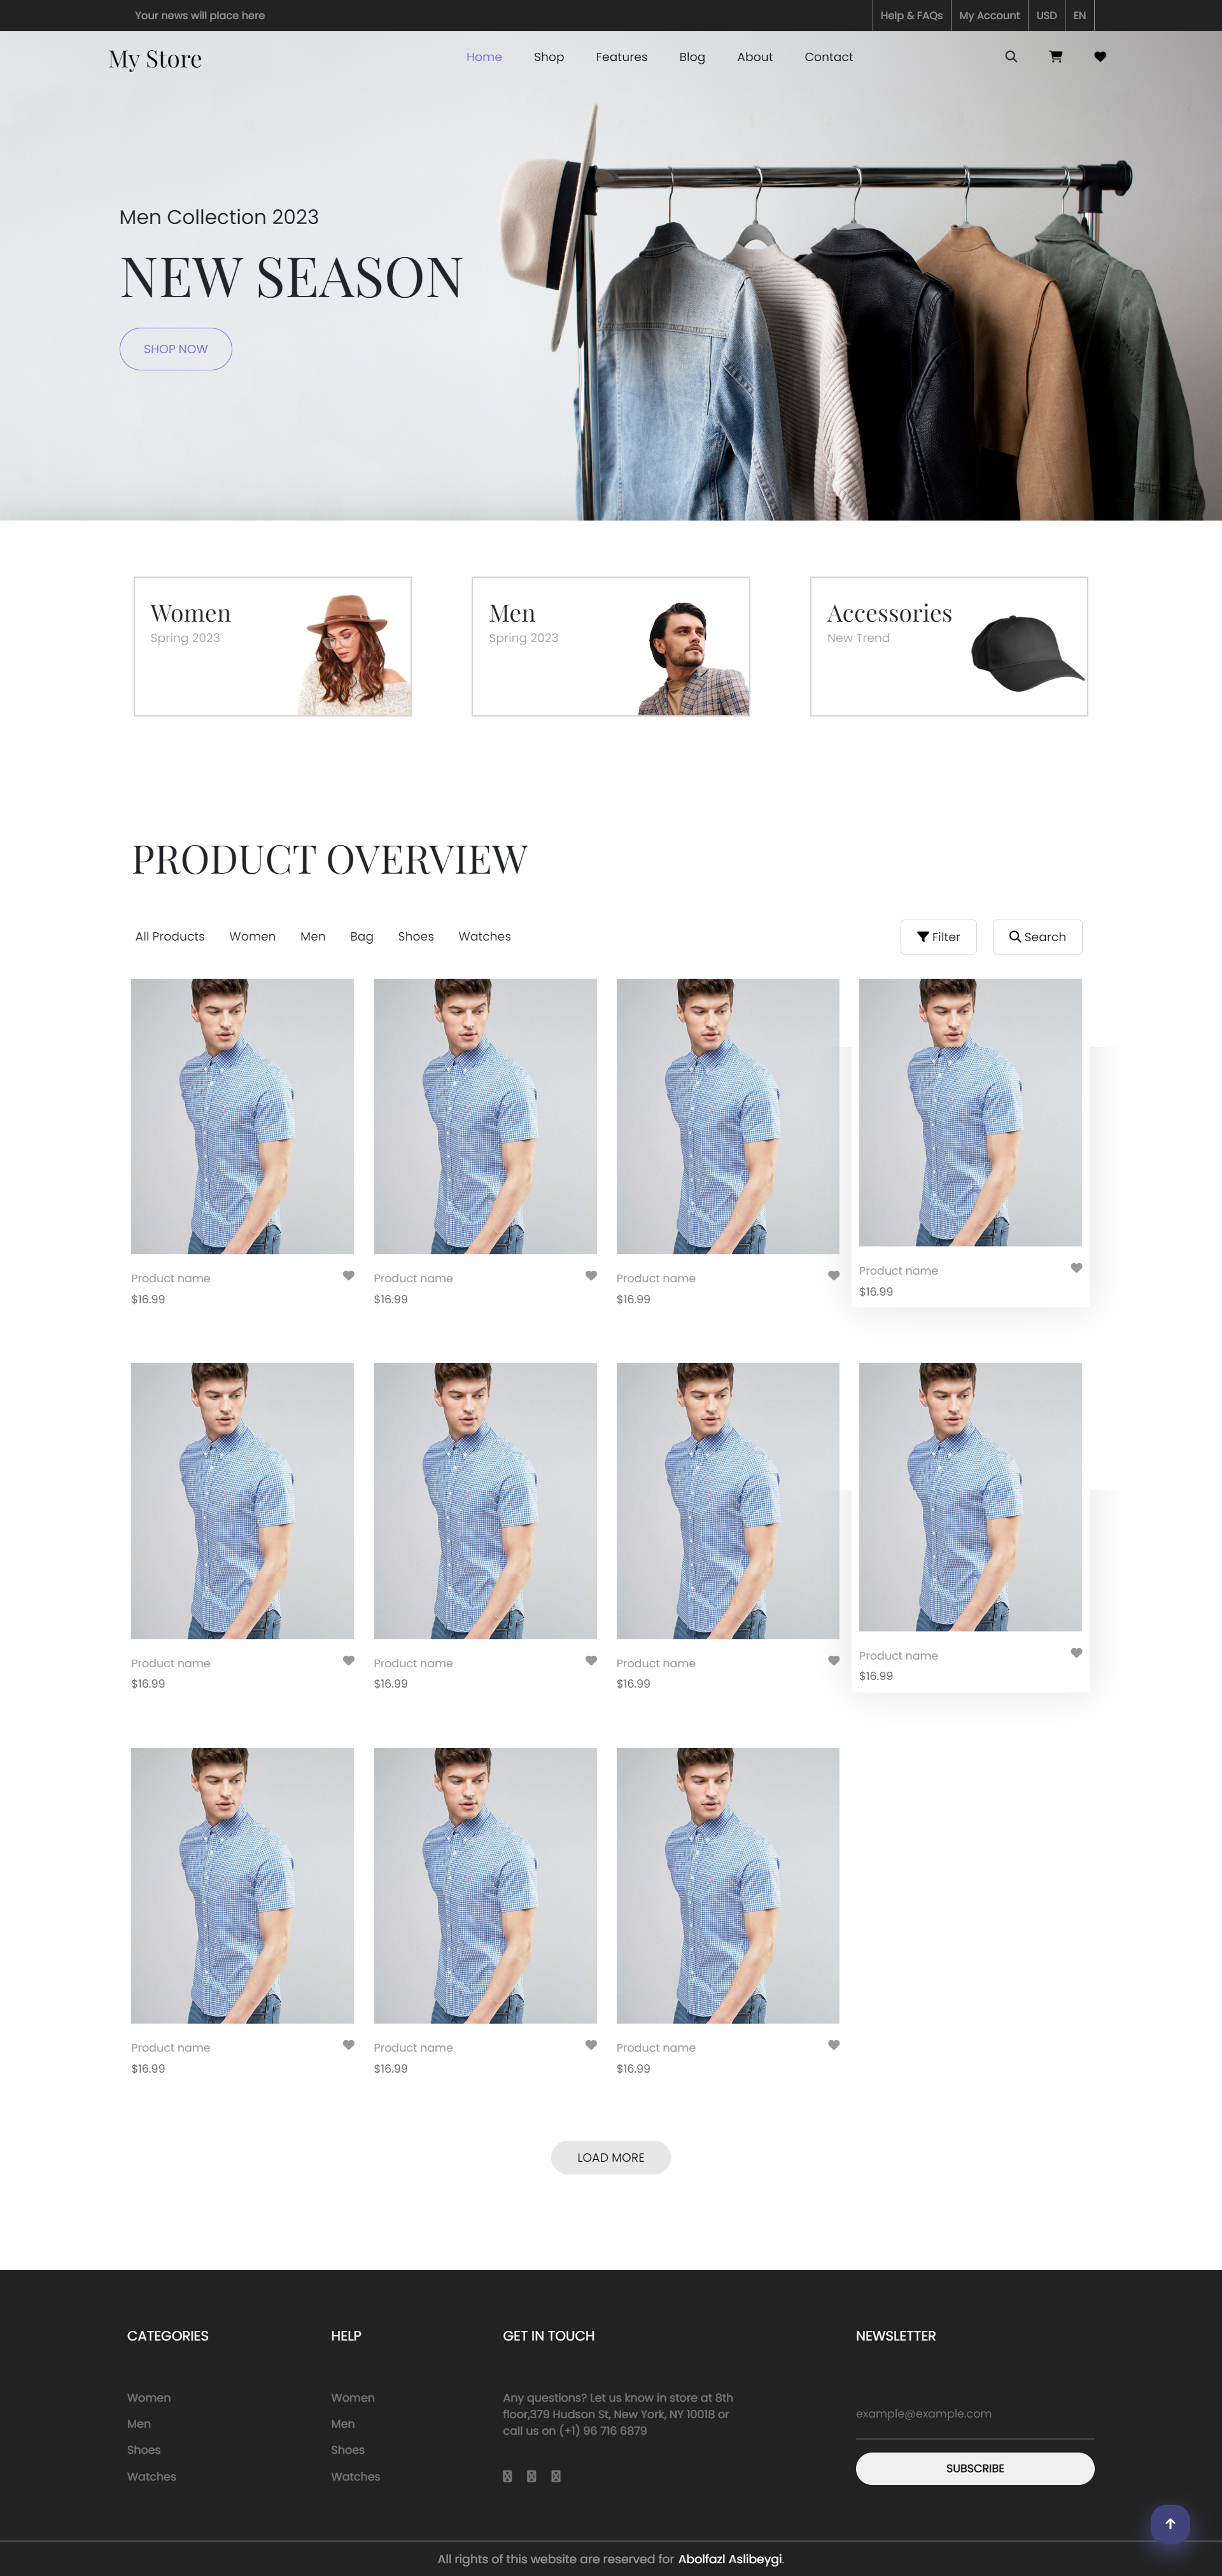 Your news will place here
Help & FAQs
My Account
USD
EN
My Store
Home
Shop
Features
Blog
About
Contact
Men Collection 2023
NEW SEASON
SHOP NOW
Women
Spring 2023
Men
Spring 2023
Accessories
New Trend
PRODUCT OVERVIEW
All Products
Women
Men
Bag
Shoes
Watches
Filter
Search
Product name
$16.99
Product name
$16.99
Product name
$16.99
Product name
$16.99
Product name
$16.99
Product name
$16.99
Product name
$16.99
Product name
$16.99
Product name
$16.99
Product name
$16.99
Product name
$16.99
LOAD MORE
CATEGORIES
Women
Men
Shoes
Watches
HELP
Women
Men
Shoes
Watches
GET IN TOUCH
Any questions? Let us know in store at 8th
floor,379 Hudson St, New York, NY 10018 or
call us on (+1) 96 716 6879
NEWSLETTER
example@example.com
SUBSCRIBE
All rights of this website are reserved for Abolfazl Aslibeygi.